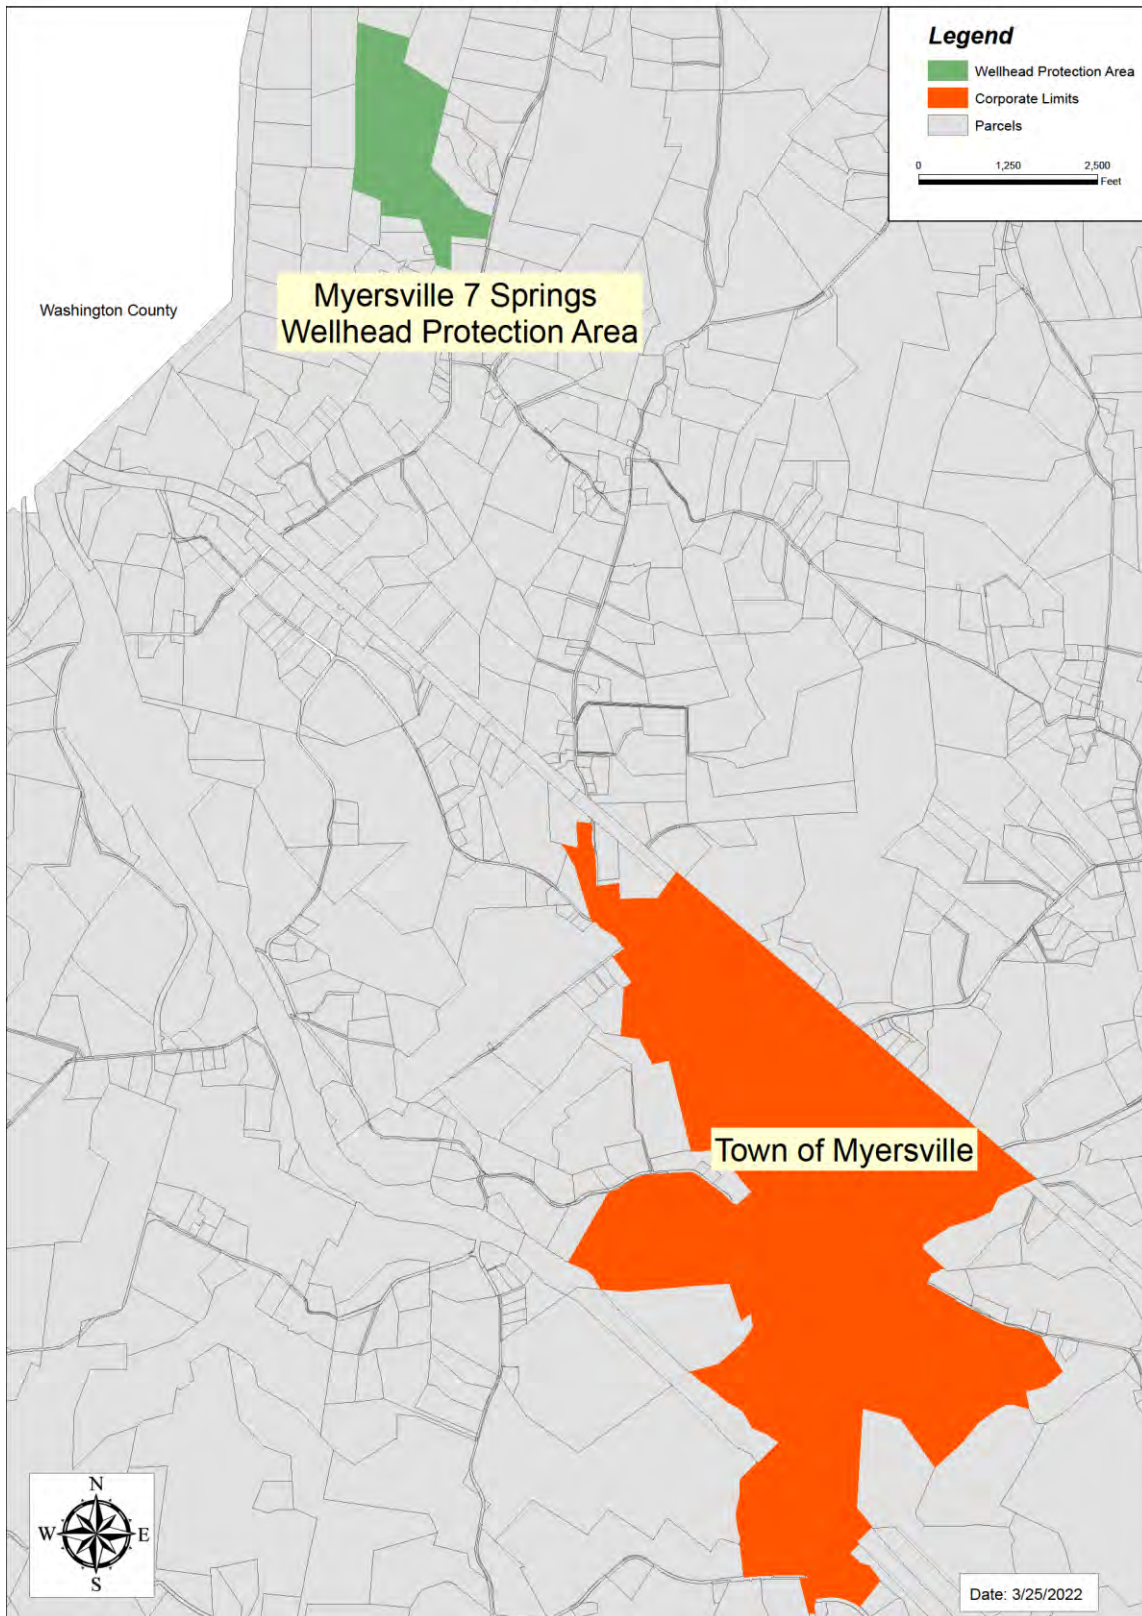 Legend
Wellhead Protection Area
Corporate Limits
Parcels
0 1,250 2,500
Feet
Myersville 7 Springs
Wellhead Protection Area
Washington County
Town of Myersville
N
W E
S
Date: 3/25/2022